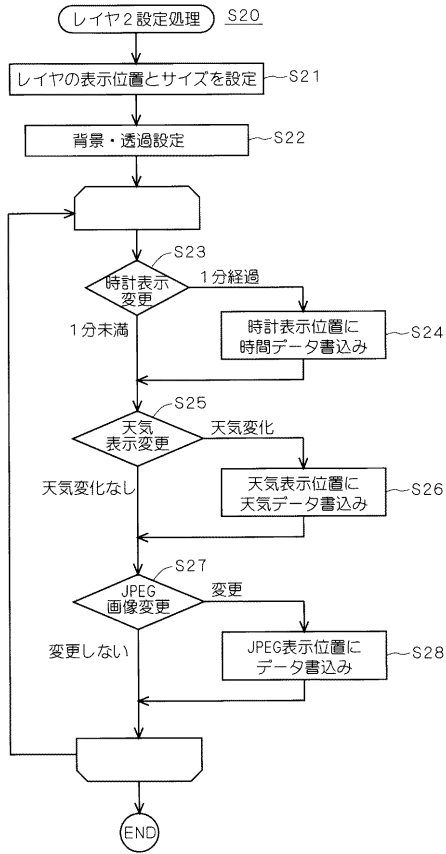 レイヤ2設定処理
S20
レイヤの表示位置とサイズを設定
S21
背景・透過設定
S22
S23
時計表示
変更
1分経過
1分未満
時計表示位置に
時間データ書込み
S24
S25
天気
表示変更
天気変化
天気変化なし
天気表示位置に
天気データ書込み
S26
S27
JPEG
画像変更
変更
変更しない
JPEG表示位置に
データ書込み
S28
END